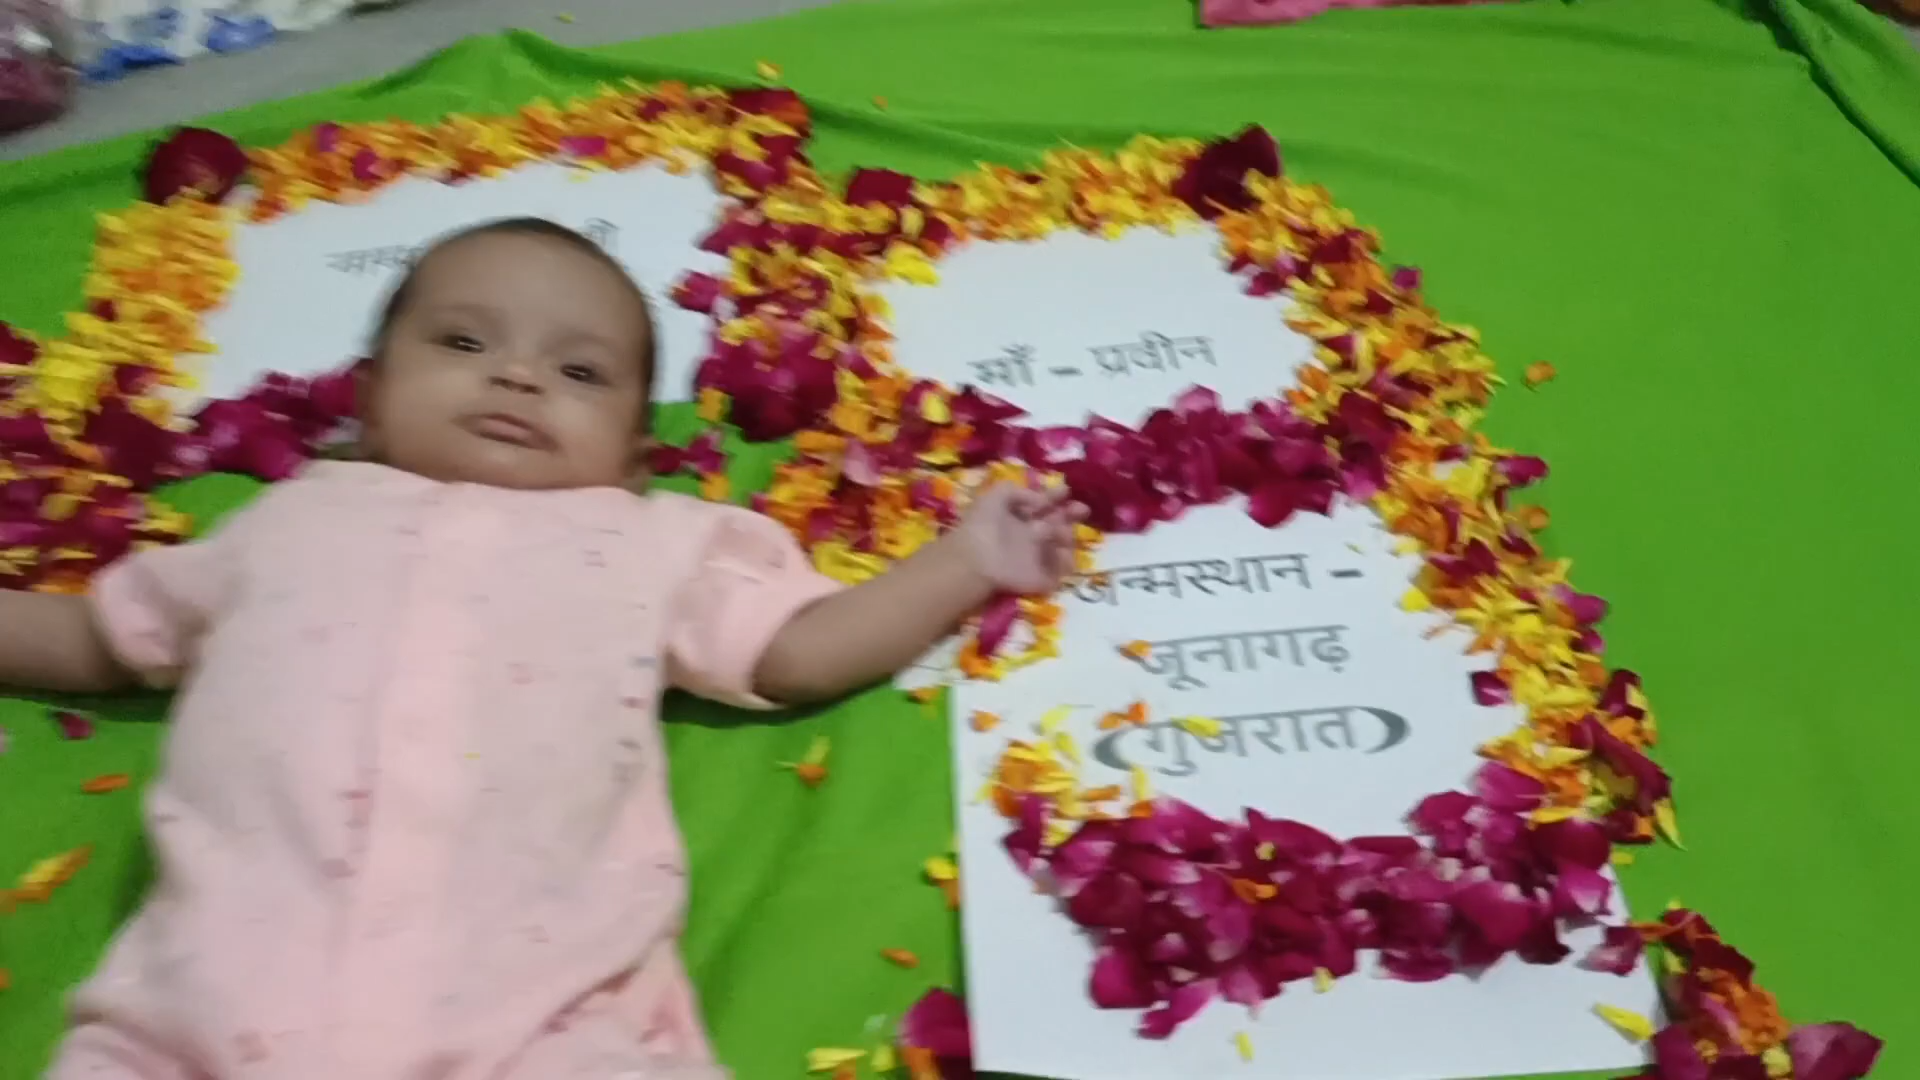 माँ - प्रवीन
जन्मस्थान -
जूनागढ़
(गुजरात)